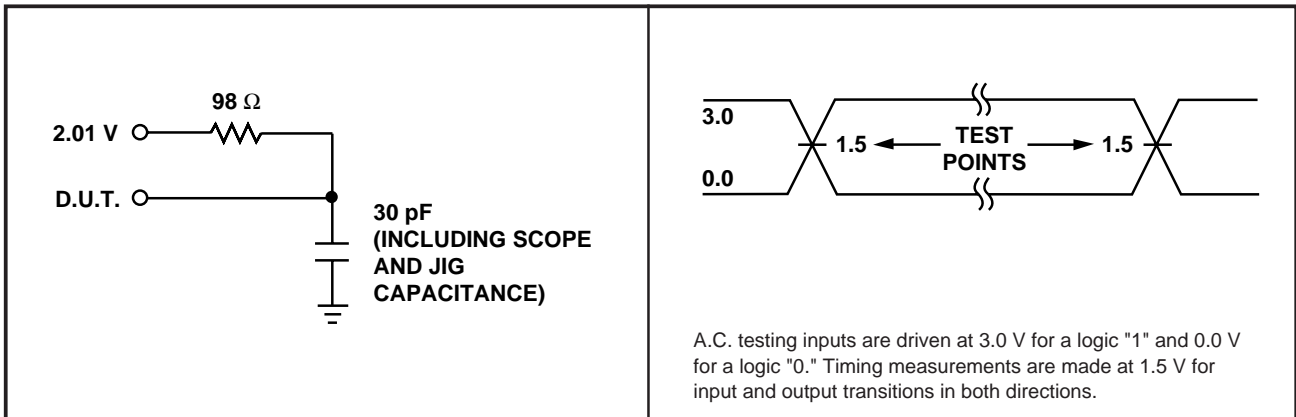 98 Ω
2.01 V
D.U.T.
30 pF
(INCLUDING SCOPE
AND JIG
CAPACITANCE)
3.0
0.0
1.5
TEST
POINTS
1.5
A.C. testing inputs are driven at 3.0 V for a logic "1" and 0.0 V
for a logic "0." Timing measurements are made at 1.5 V for
input and output transitions in both directions.